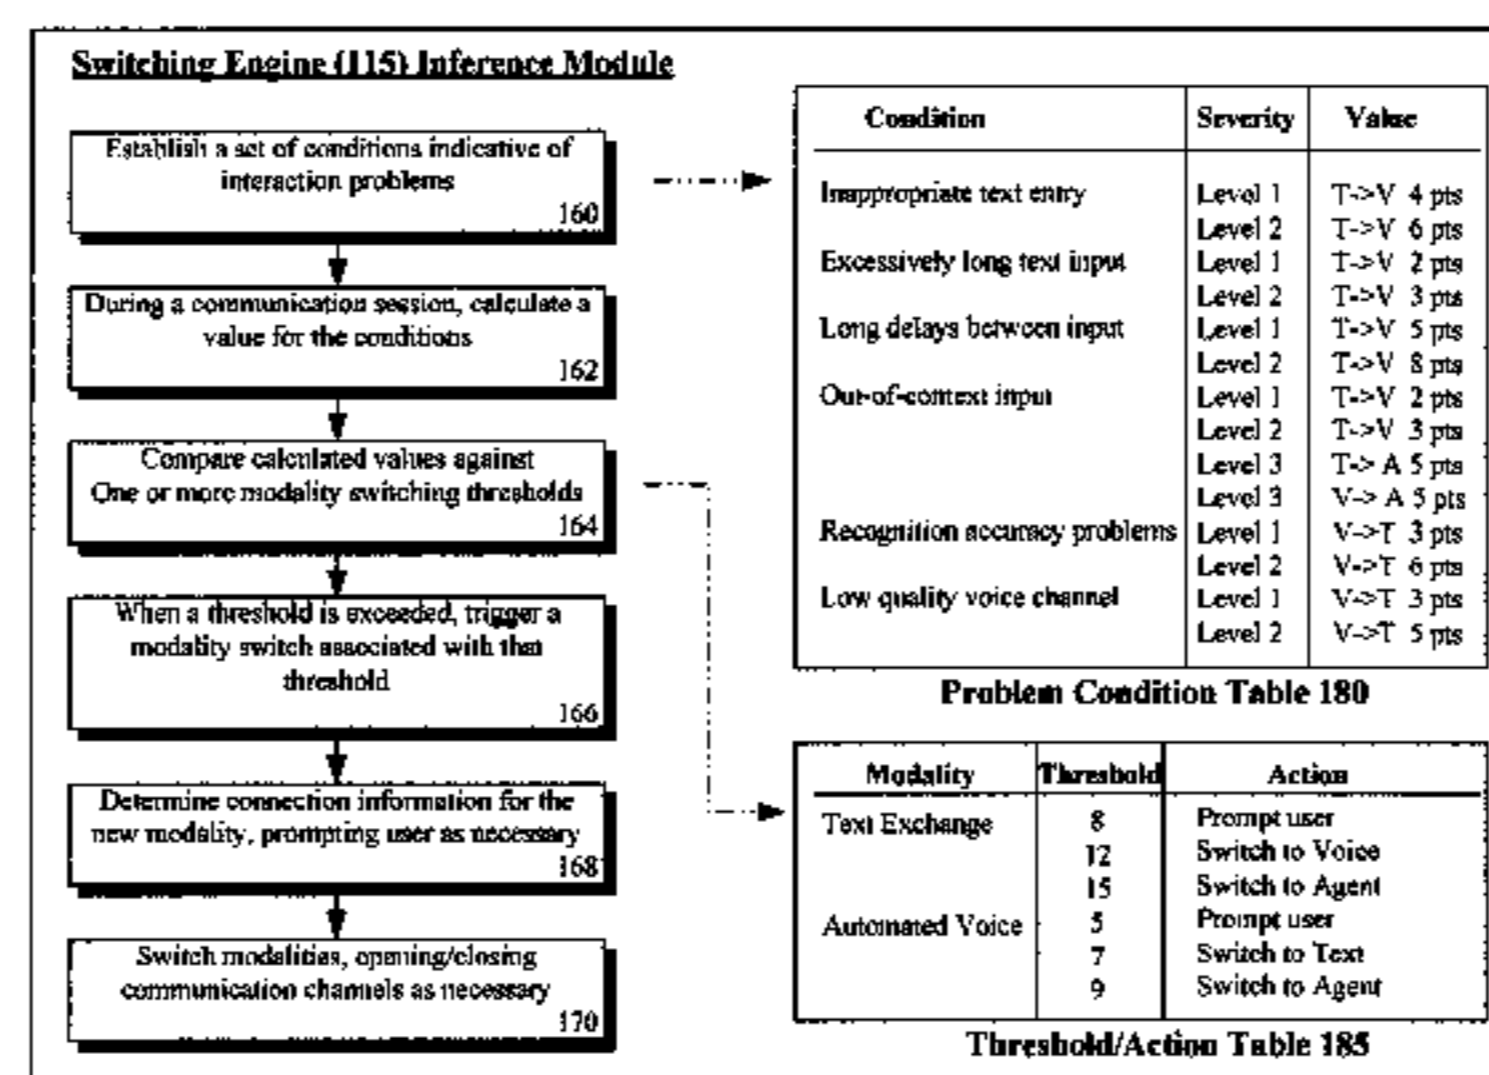 Switching Engine (115) Inference Module
Establish a set of conditions indicative of
interaction problems
160
During a communication session, calculate a
value for the conditions
162
Compare calculated values against
One or more modality switching thresholds
164
When a threshold is exceeded, trigger a
modality switch associated with that
threshold
166
Determine connection information for the
new modality, prompting user as necessary
168
Switch modalities, opening/closing
communication channels as necessary
170
Condition Severity Value
Inappropriate text entry Level 1 T->V 4 pts
Level 2 T->V 6 pts
Excessively long text input Level 1 T->V 2 pts
Level 2 T->V 3 pts
Long delays between input Level 1 T->V 5 pts
Level 2 T->V 8 pts
Out-of-context input Level 1 T->V 2 pts
Level 2 T->V 3 pts
Level 3 T-> A 5 pts
Level 3 V-> A 5 pts
Recognition accuracy problems Level 1 V->T 3 pts
Level 2 V->T 6 pts
Low quality voice channel Level 1 V->T 3 pts
Level 2 V->T 5 pts
Problem Condition Table 180
Modality Threshold Action
Text Exchange 8 Prompt user
12 Switch to Voice
15 Switch to Agent
Automated Voice 5 Prompt user
7 Switch to Text
9 Switch to Agent
Threshold/Action Table 185